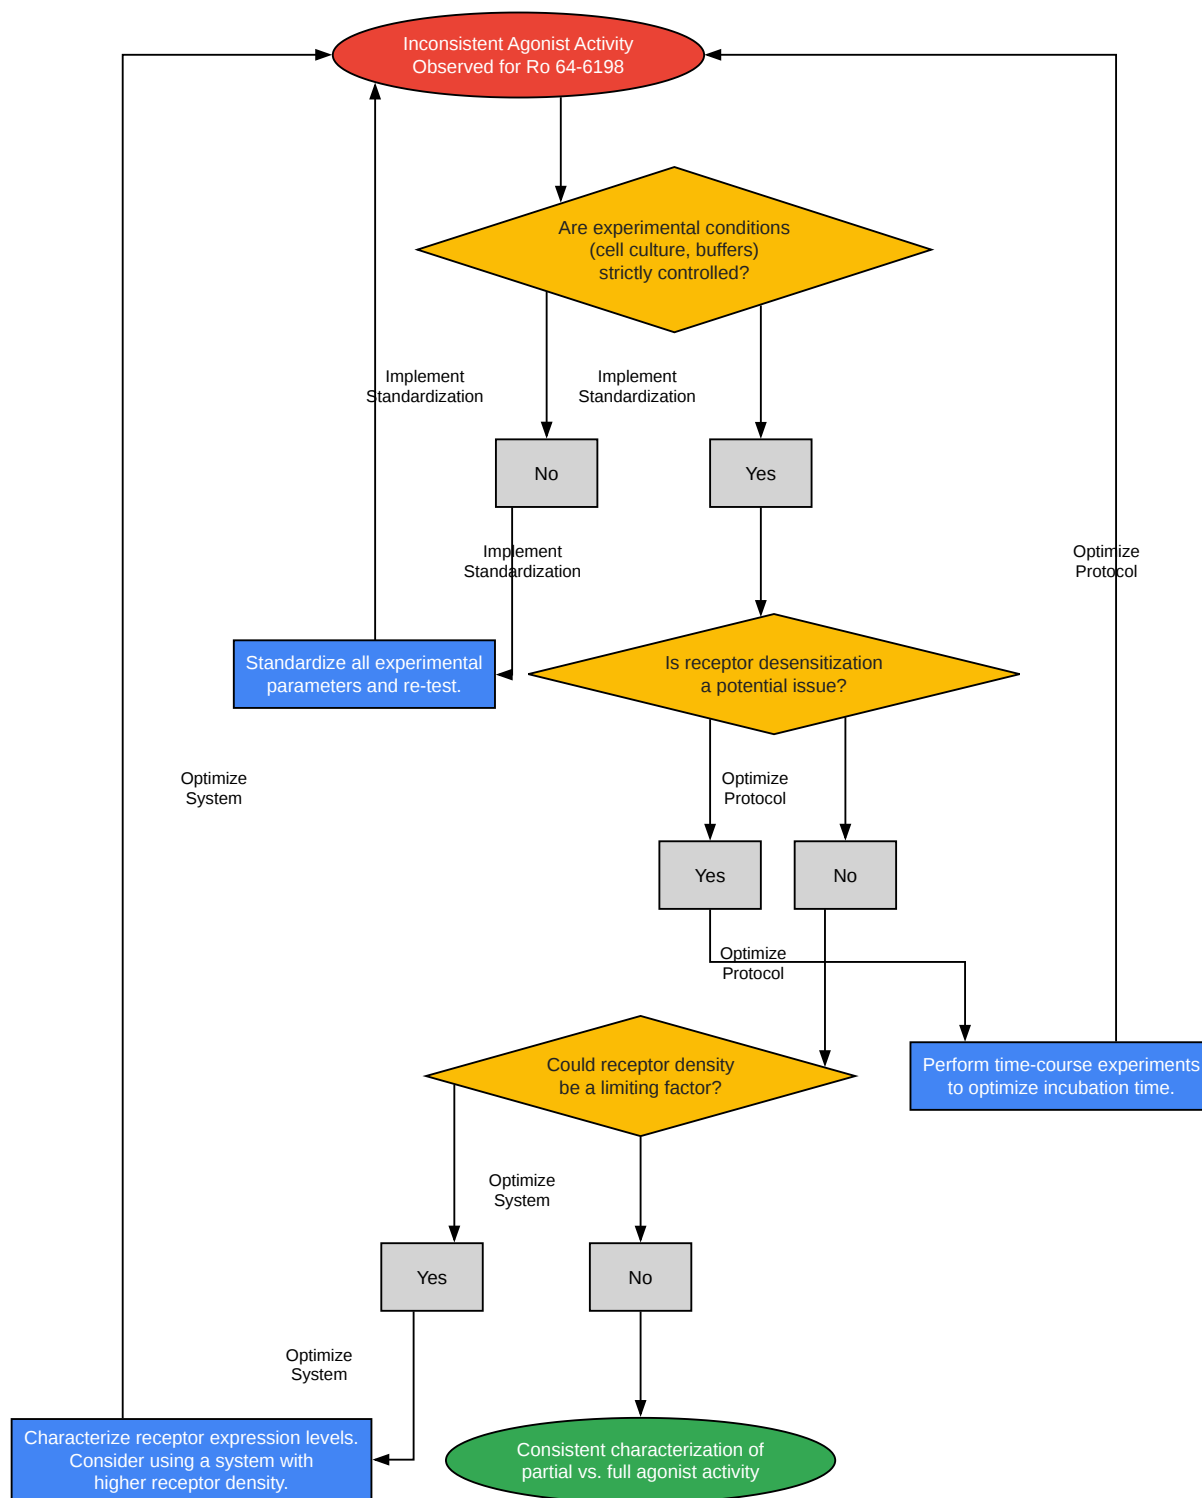 Inconsistent Agonist Activity
Observed for Ro 64-6198
Are experimental conditions
(cell culture, buffers)
strictly controlled?
Implement
Standardization
Implement
Standardization
No
Yes
Implement
Standardization
Optimize
Protocol
Standardize all experimental
parameters and re-test.
Is receptor desensitization
a potential issue?
Optimize
System
Optimize
Protocol
Yes
No
Optimize
Protocol
Could receptor density
be a limiting factor?
Perform time-course experiments
to optimize incubation time.
Optimize
System
Yes
No
Optimize
System
Characterize receptor expression levels.
Consider using a system with
higher receptor density.
Consistent characterization of
partial vs. full agonist activity